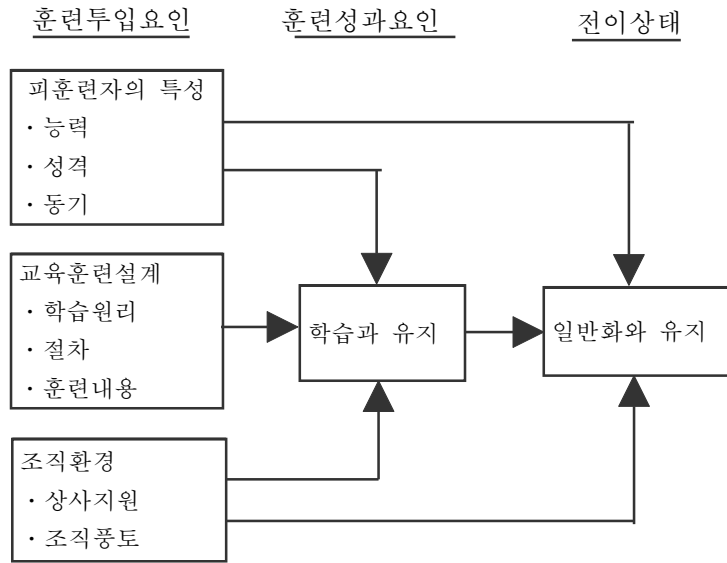 훈련투입요인 훈련성과요인 전이상태
피훈련자의 특성
· 능력
· 성격
· 동기
교육훈련설계
· 학습원리
· 절차
· 훈련내용
학습과 유지
일반화와 유지
조직환경
· 상사지원
· 조직풍토